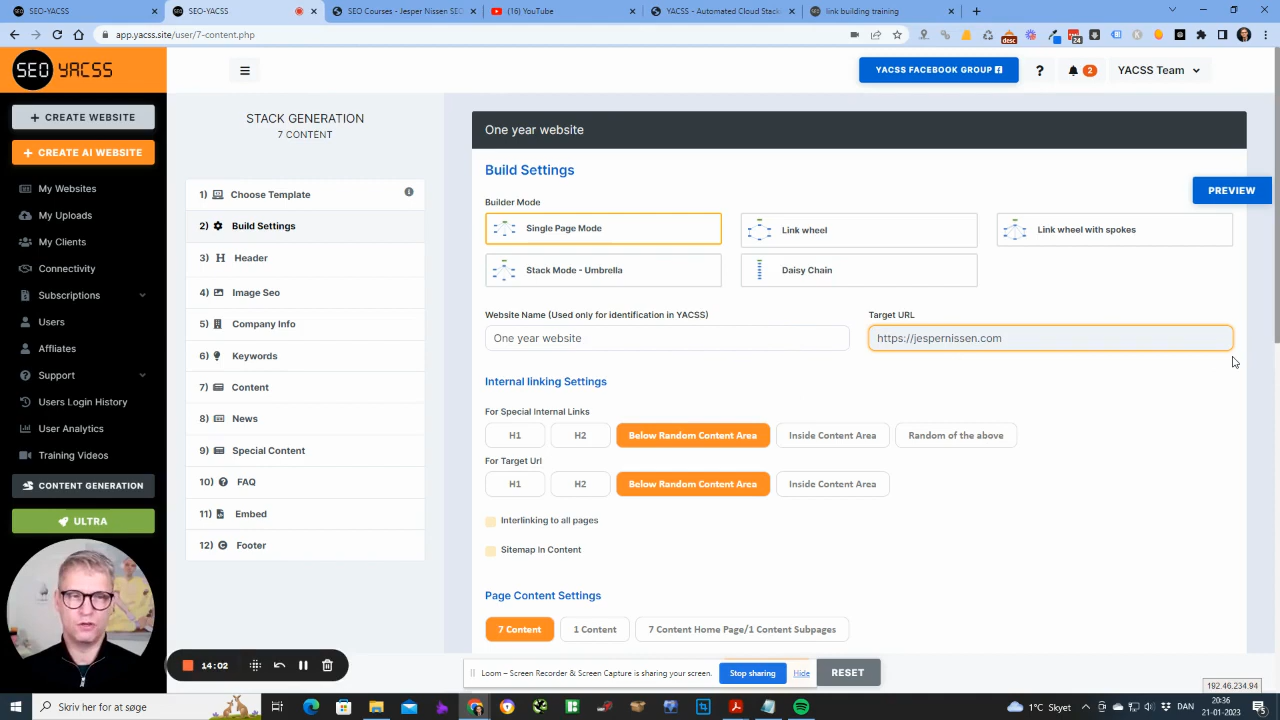 SEO-YACSS
SEO-YACSS
SEO Courses - Jesper Nissen SEO
(16) YouTube
YACSS - Automated Cloud Stack
link building training
app.yacss.site/user/7-content.php
desc
24
SEO YACSS
YACSS FACEBOOK GROUP
?
2
YACSS Team
+ CREATE WEBSITE
+ CREATE AI WEBSITE
My Websites
My Uploads
My Clients
Connectivity
Subscriptions
Users
Affliates
Support
Users Login History
User Analytics
Training Videos
CONTENT GENERATION
ULTRA
STACK GENERATION
7 CONTENT
1) Choose Template
2) Build Settings
3) Header
4) Image Seo
5) Company Info
6) Keywords
7) Content
8) News
9) Special Content
10) FAQ
11) Embed
12) Footer
One year website
Build Settings
PREVIEW
Builder Mode
Single Page Mode
Link wheel
Link wheel with spokes
Stack Mode - Umbrella
Daisy Chain
Website Name (Used only for identification in YACSS)
Target URL
One year website
https://jespernissen.com
Internal linking Settings
For Special Internal Links
H1 H2 Below Random Content Area Inside Content Area Random of the above
For Target Url
H1 H2 Below Random Content Area Inside Content Area
Interlinking to all pages
Sitemap In Content
Page Content Settings
7 Content 1 Content 7 Content Home Page/1 Content Subpages
14:02
Loom – Screen Recorder & Screen Capture is sharing your screen. Stop sharing Hide
RESET
192.46.234.94
Skriv her for at søge
1°C Skyet
20:36
21-01-2023